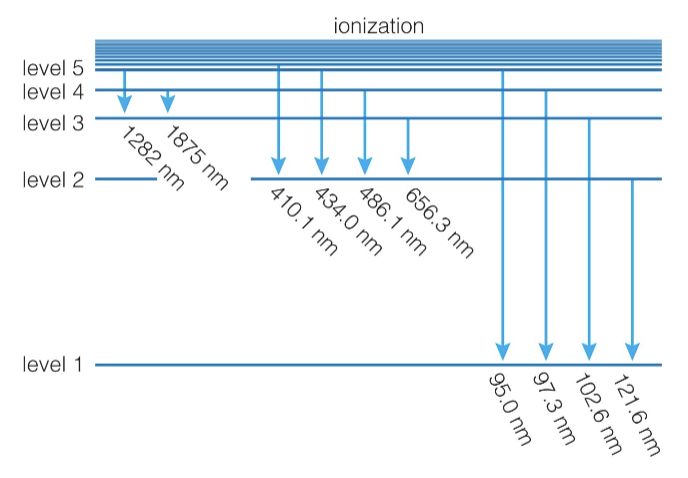 ionization
level 5
level 4
level 3
level 2
level 1
1282 nm
1875 nm
410.1 nm
434.0 nm
486.1 nm
656.3 nm
95.0 nm
97.3 nm
102.6 nm
121.6 nm